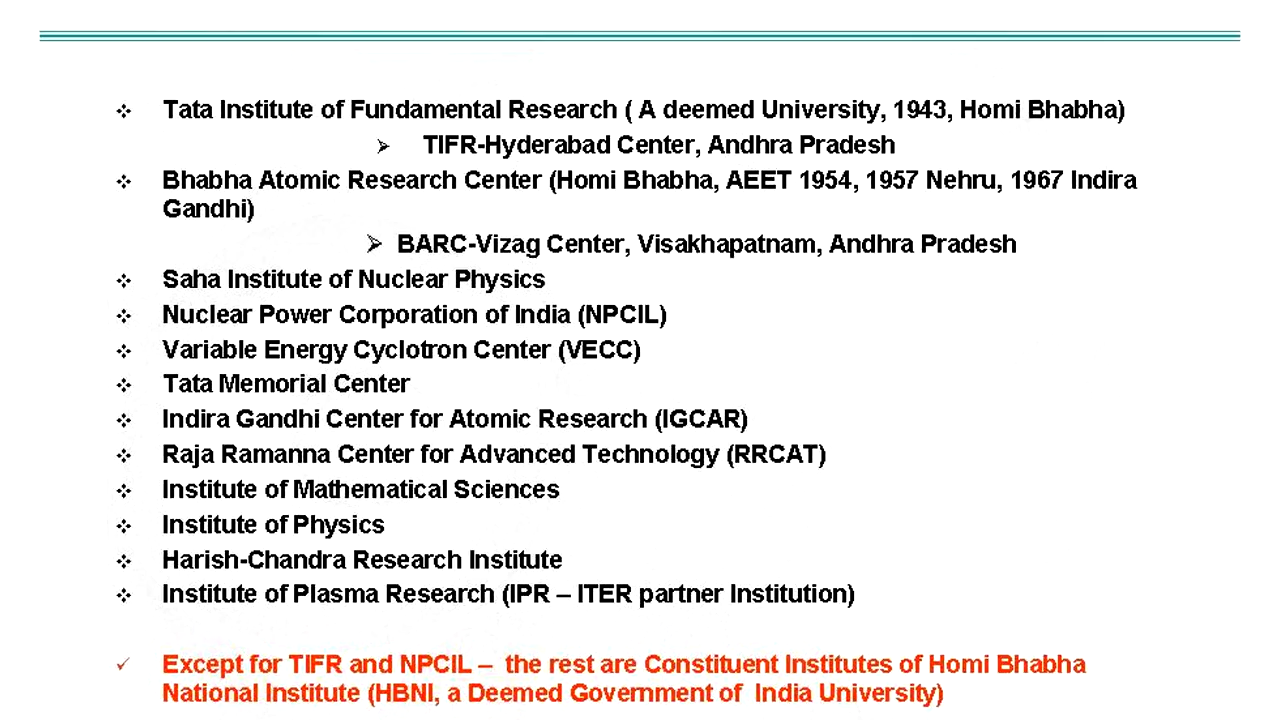 Tata Institute of Fundamental Research ( A deemed University, 1943, Homi Bhabha)
TIFR-Hyderabad Center, Andhra Pradesh
Bhabha Atomic Research Center (Homi Bhabha, AEET 1954, 1957 Nehru, 1967 Indira
Gandhi)
BARC-Vizag Center, Visakhapatnam, Andhra Pradesh
Saha Institute of Nuclear Physics
Nuclear Power Corporation of India (NPCIL)
Variable Energy Cyclotron Center (VECC)
Tata Memorial Center
Indira Gandhi Center for Atomic Research (IGCAR)
Raja Ramanna Center for Advanced Technology (RRCAT)
Institute of Mathematical Sciences
Institute of Physics
Harish-Chandra Research Institute
Institute of Plasma Research (IPR – ITER partner Institution)
Except for TIFR and NPCIL – the rest are Constituent Institutes of Homi Bhabha
National Institute (HBNI, a Deemed Government of India University)